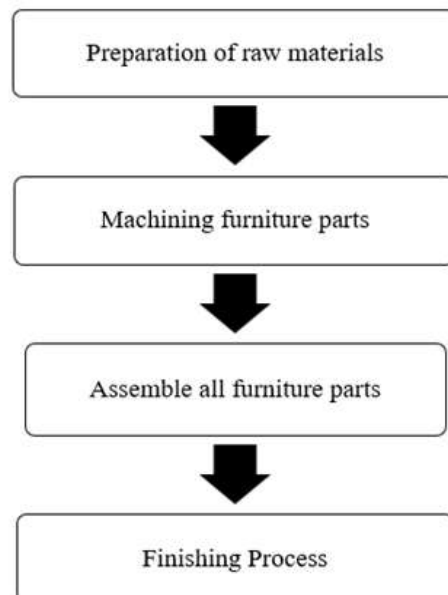 Preparation of raw materials
Machining furniture parts
Assemble all furniture parts
Finishing Process